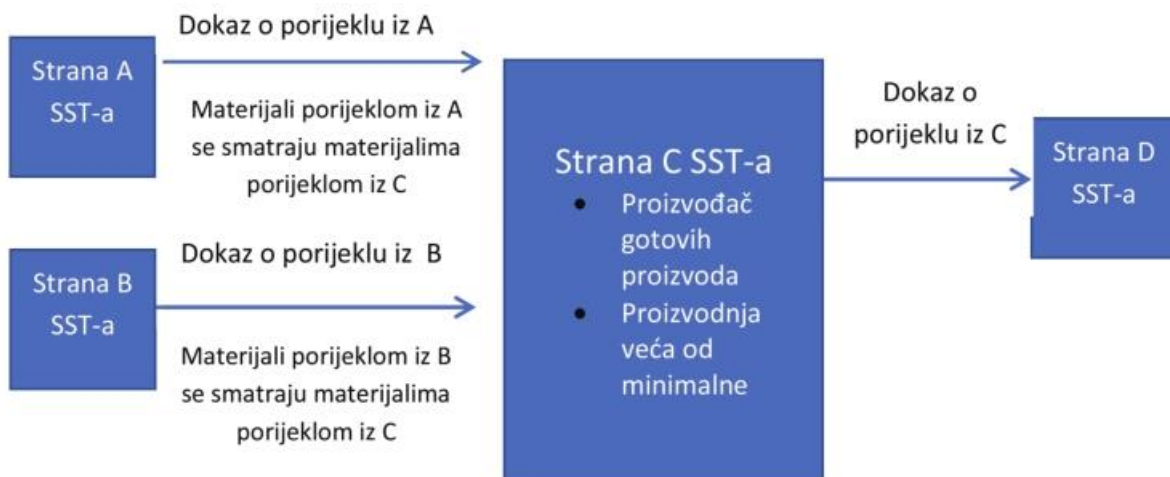 Dokaz o porijeklu iz A
Strana A
SST-a
Materijali porijeklom iz A
se smatraju materijalima
porijeklom iz C
Dokaz o porijeklu iz  B
Strana B
SST-a
Materijali porijeklom iz B
se smatraju materijalima
porijeklom iz C
Strana C SST-a
• Proizvođač
gotovih
proizvoda
• Proizvodnja
veća od
minimalne
Dokaz o
porijeklu iz C
Strana D
SST-a